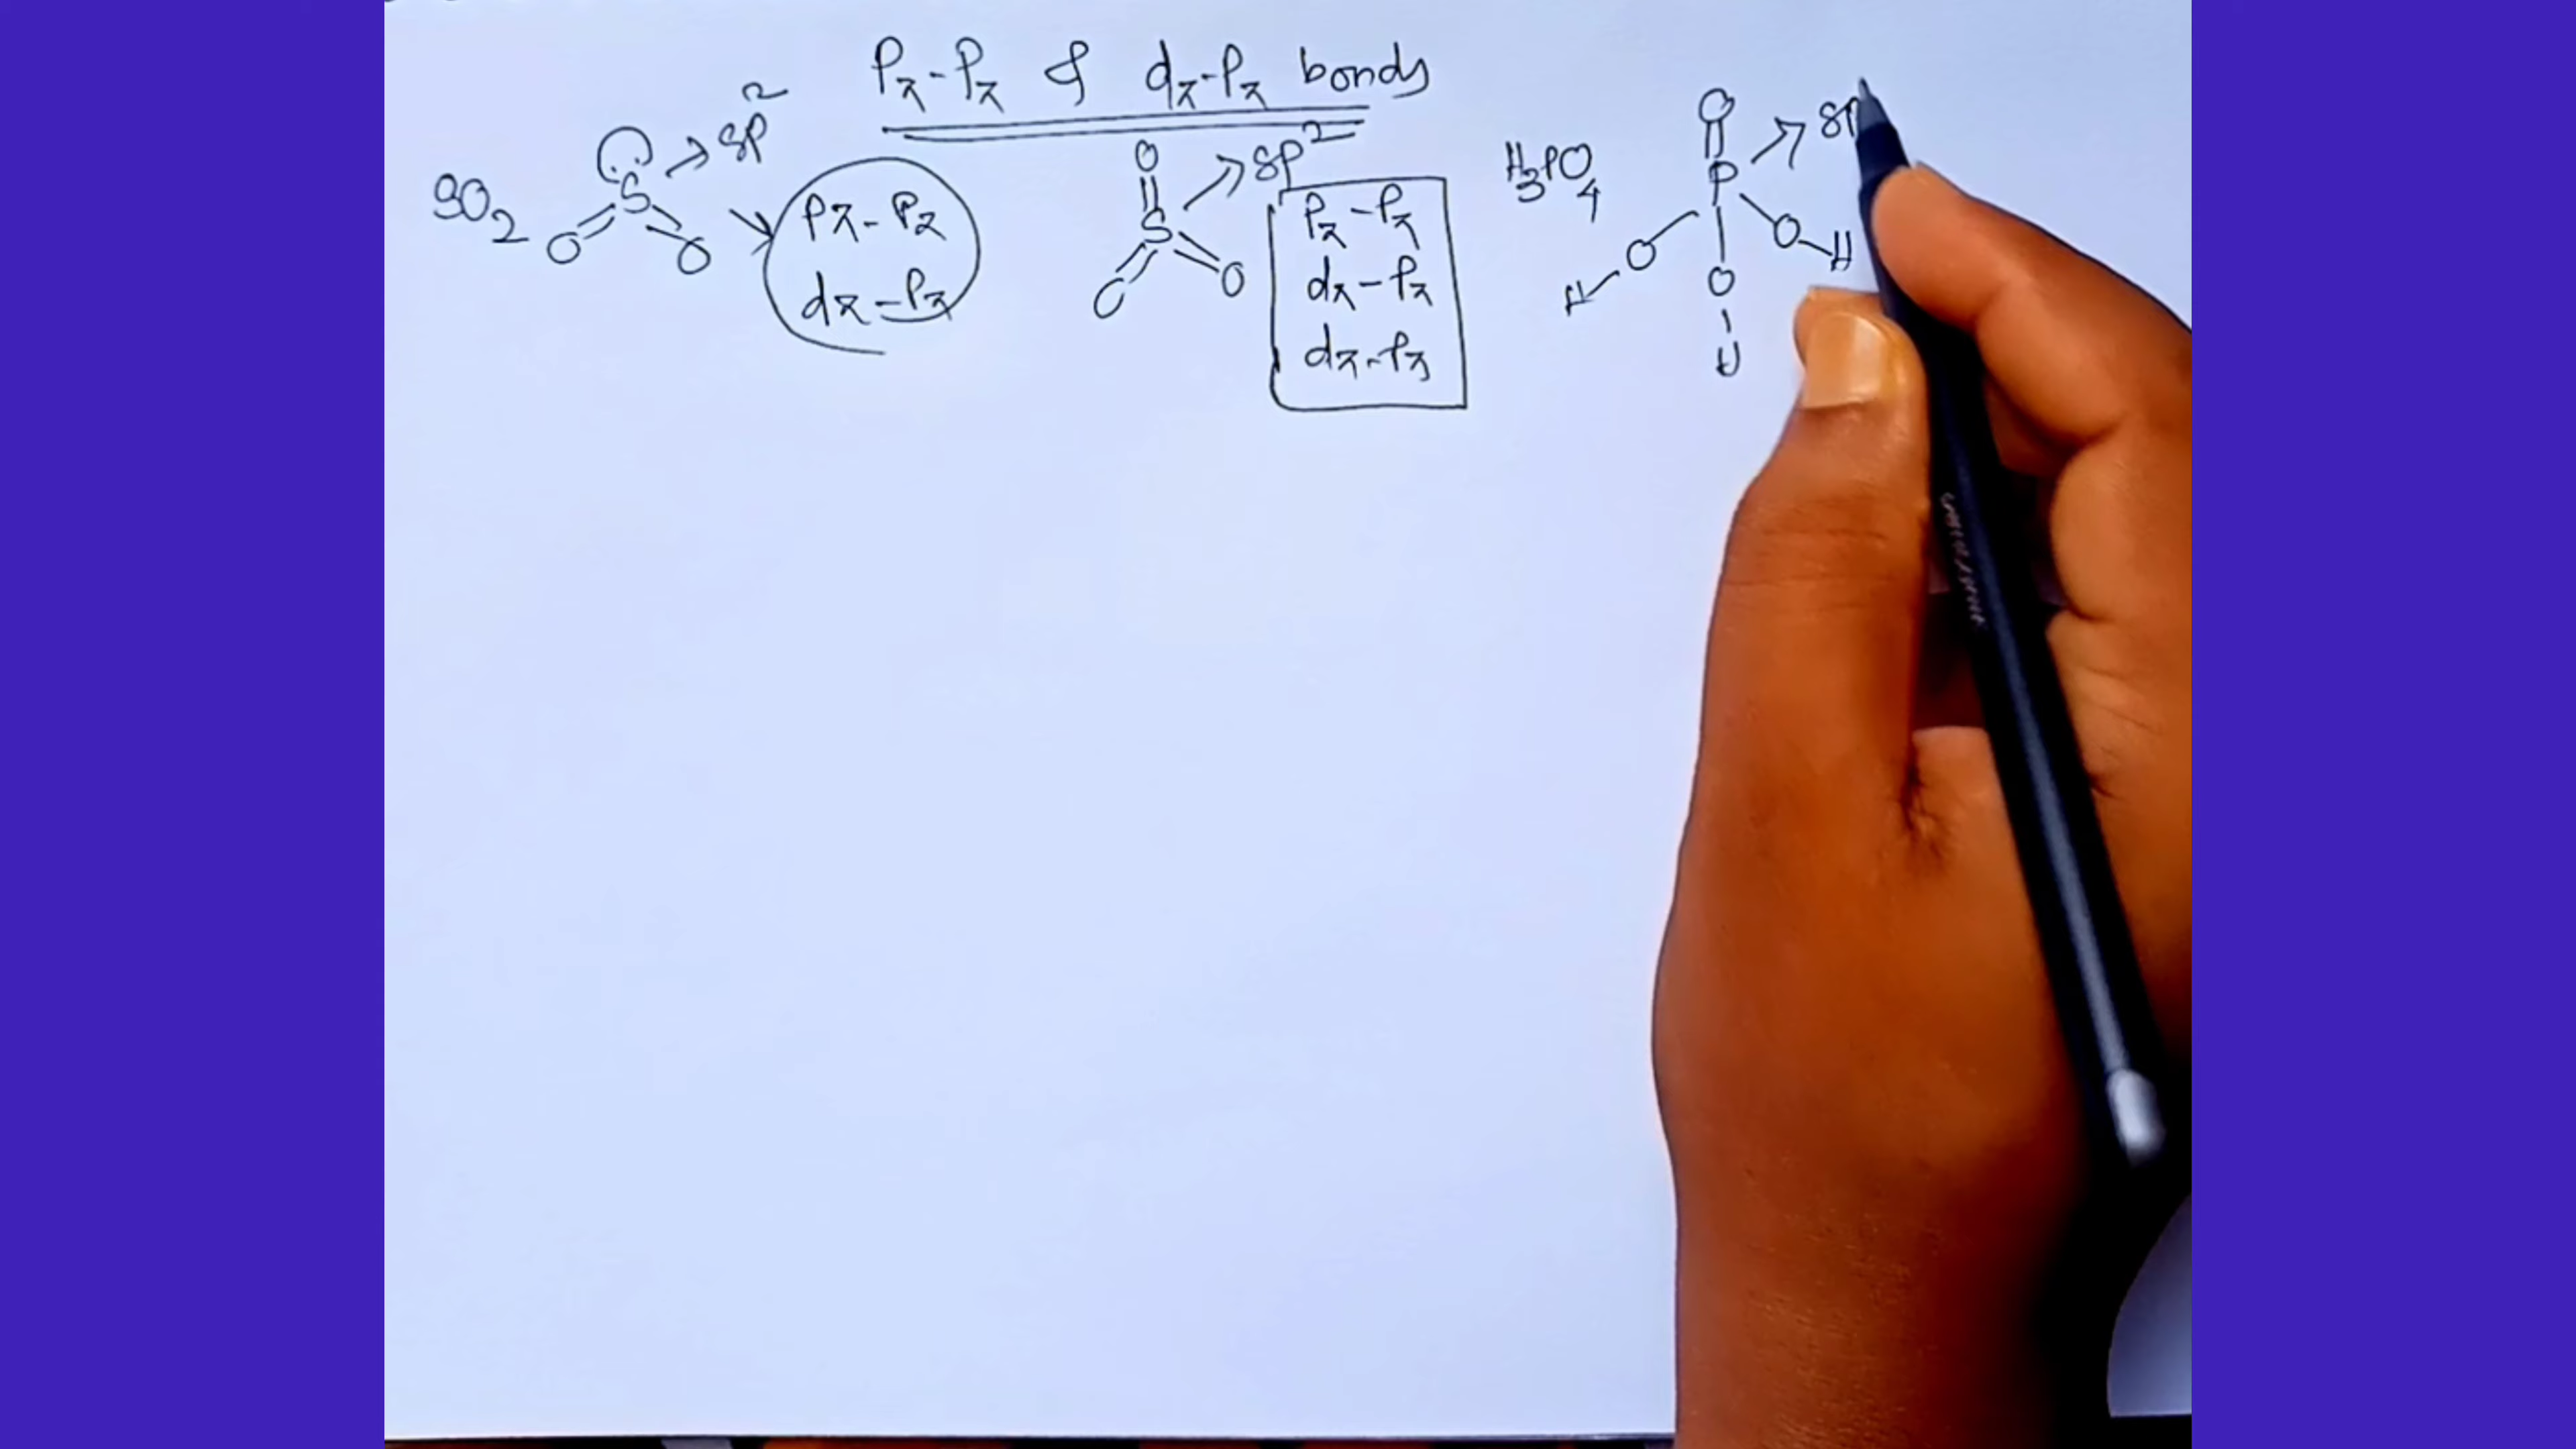 Pπ-Pπ & dπ-Pπ bonds
SO2
S → sp2
O O
Pπ-Pπ
dπ-Pπ
O
S → sp2
O O
Pπ-Pπ
dπ-Pπ
dπ-Pπ
H3PO4
O
P → sp
O O H
H O
H